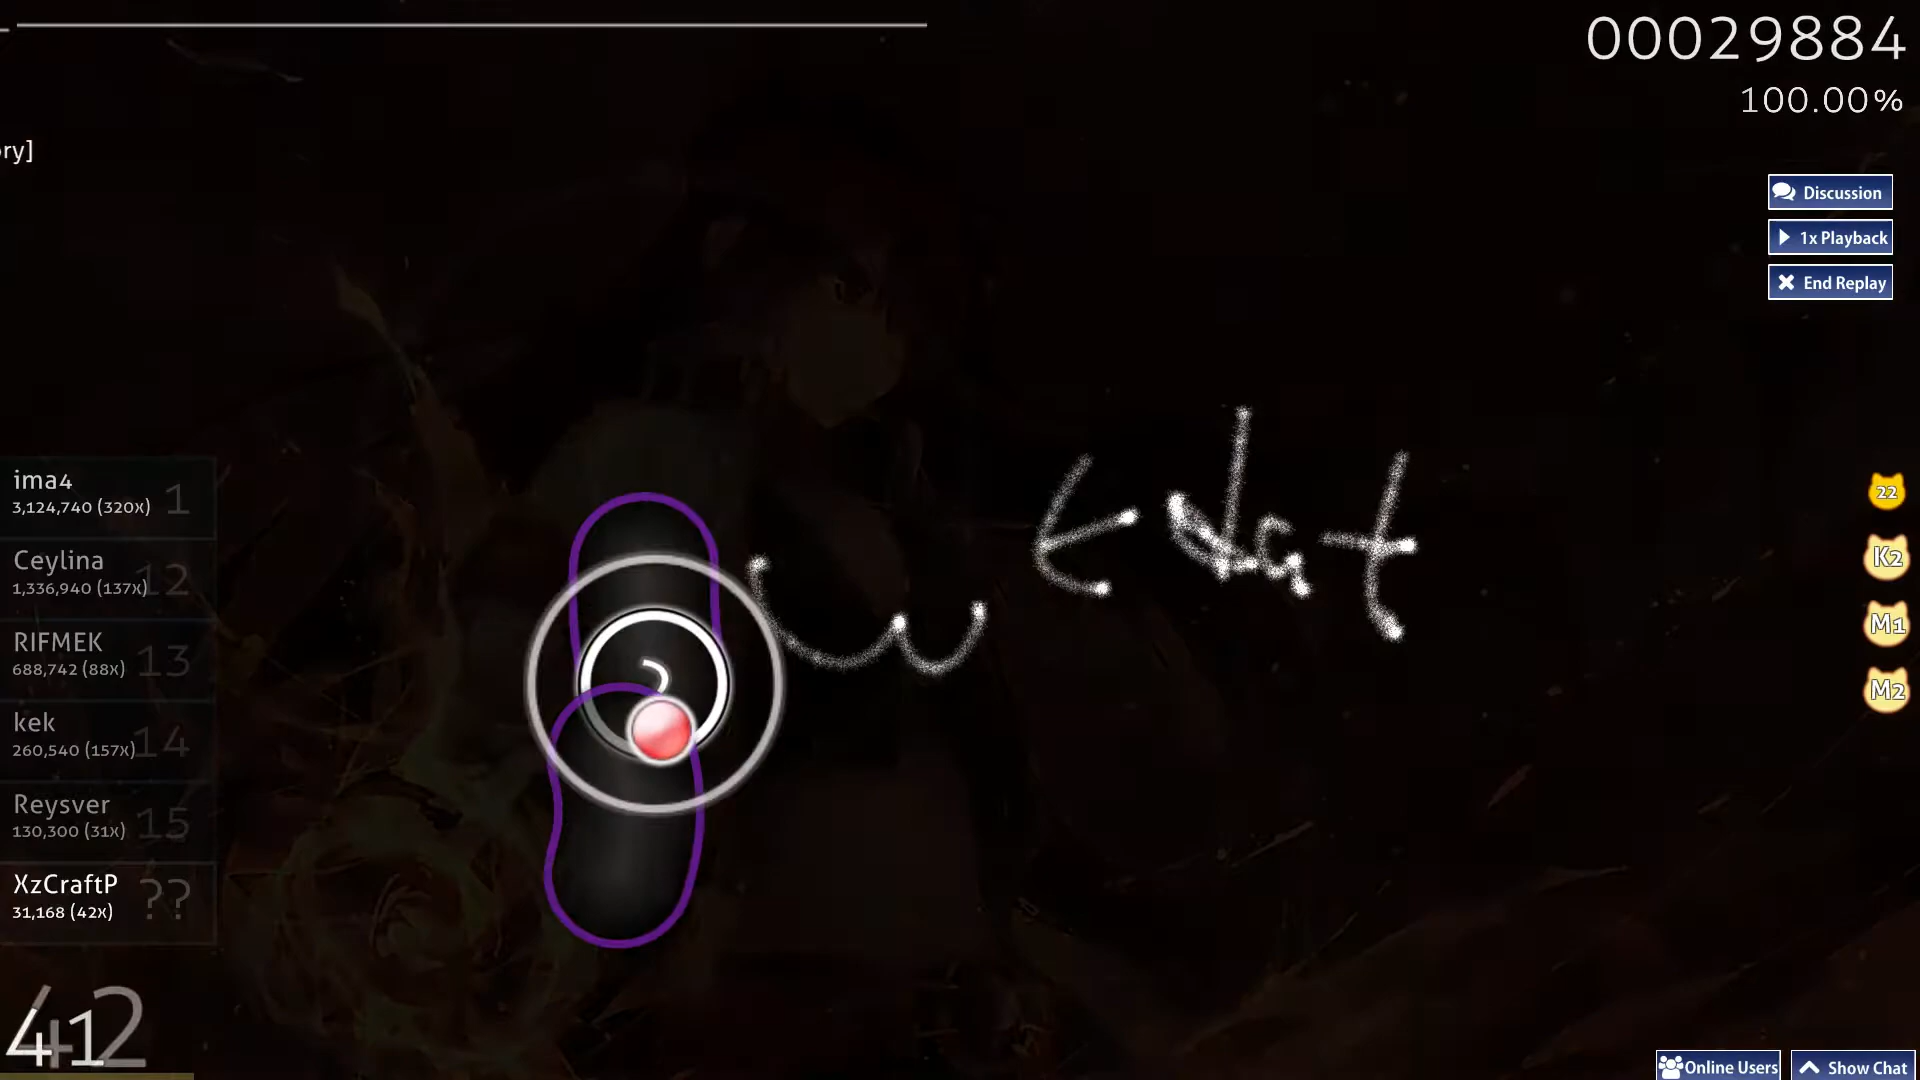 00029884
100.00%
ory]
Discussion
1x Playback
End Replay
ima4
3,124,740 (320x) 1
Ceylina
1,336,940 (137x) 12
RIFMEK
688,742 (88x) 13
kek
260,540 (157x) 14
Reysver
130,300 (31x) 15
XzCraftP
31,168 (42x) ??
22
K2
M1
M2
Online Users
Show Chat